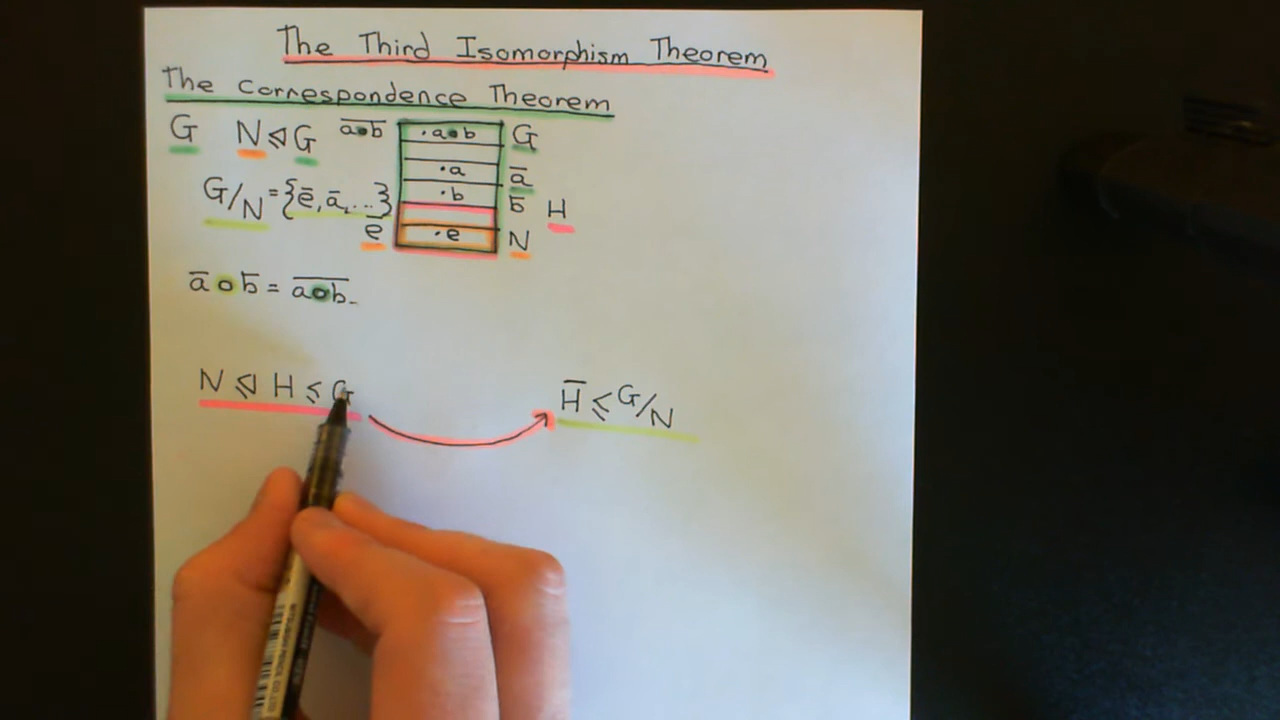 The Third Isomorphism Theorem
The Correspondence Theorem
G N⊲G a∘b̅ ·a∘b G
·a ā
G/N={ē,ā,...} ·b b̄ H
ē ·e N
ā∘b̄ = a̅∘̅b̅
N ⊴ H ≤ G H̄ ≤ G/N